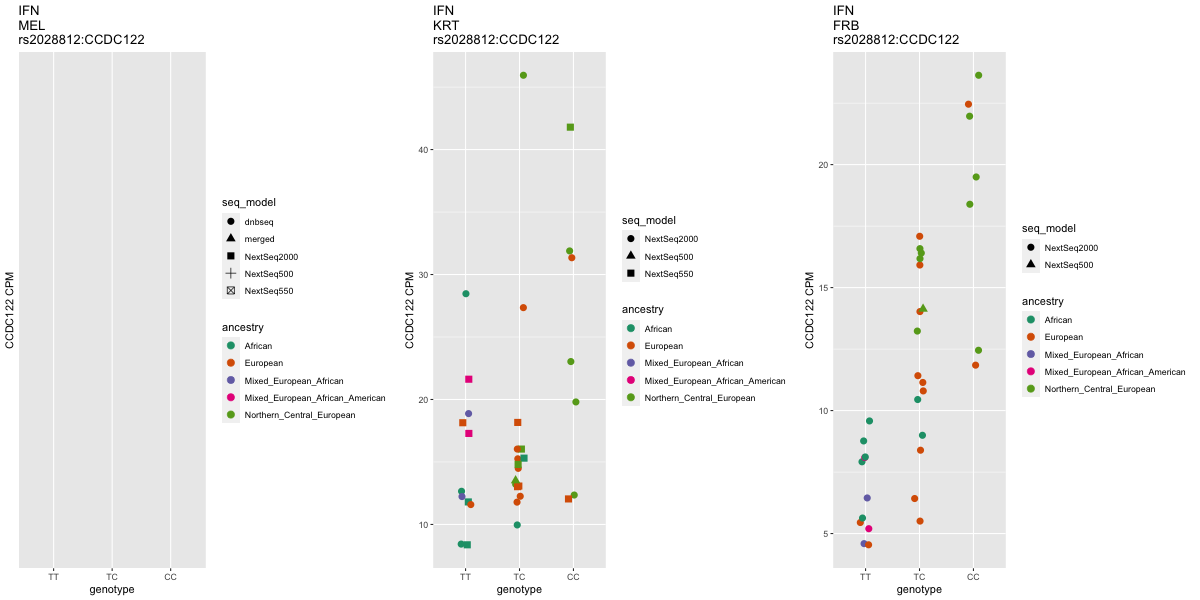 IFN
MEL
rs2028812:CCDC122
CCDC122 CPM
TT
TC
CC
genotype
seq_model
dnbseq
merged
NextSeq2000
NextSeq500
NextSeq550
ancestry
African
European
Mixed_European_African
Mixed_European_African_American
Northern_Central_European
IFN
KRT
rs2028812:CCDC122
CCDC122 CPM
40
30
20
10
TT
TC
CC
genotype
seq_model
NextSeq2000
NextSeq500
NextSeq550
ancestry
African
European
Mixed_European_African
Mixed_European_African_American
Northern_Central_European
IFN
FRB
rs2028812:CCDC122
CCDC122 CPM
20
15
10
5
TT
TC
CC
genotype
seq_model
NextSeq2000
NextSeq500
ancestry
African
European
Mixed_European_African
Mixed_European_African_American
Northern_Central_European